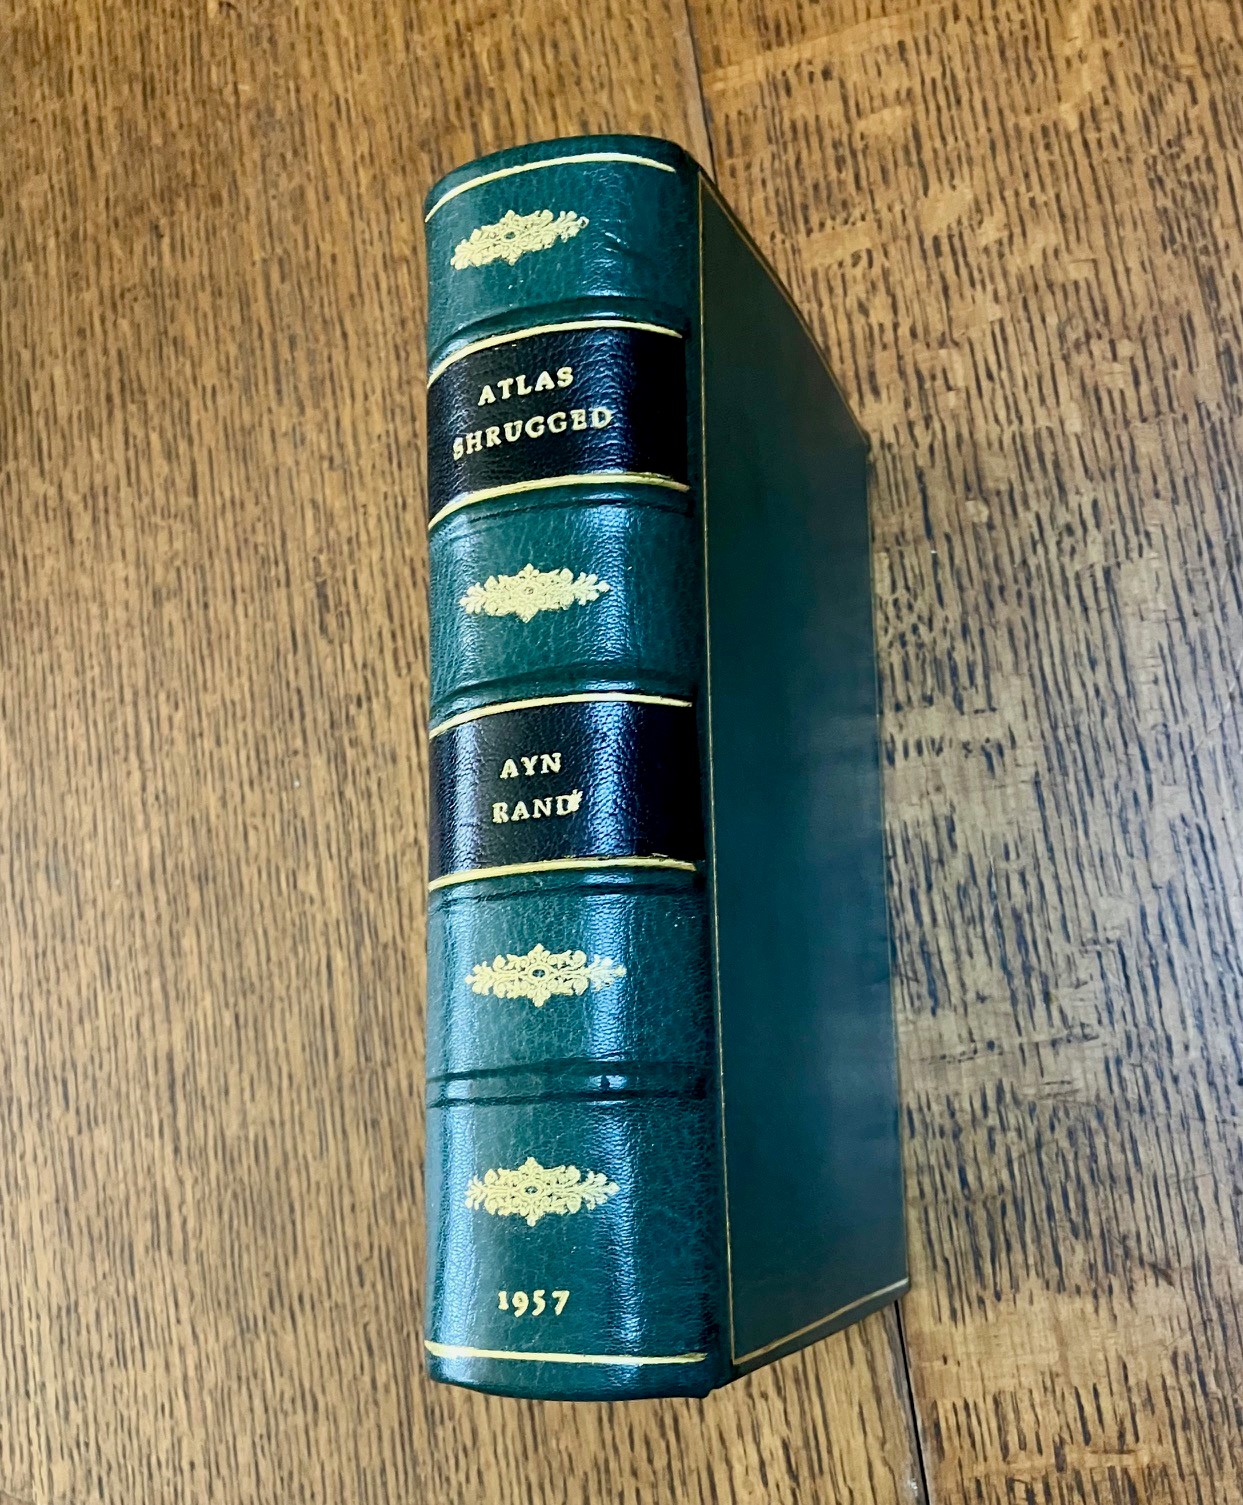 ATLAS
SHRUGGED
AYN
RAND
1957